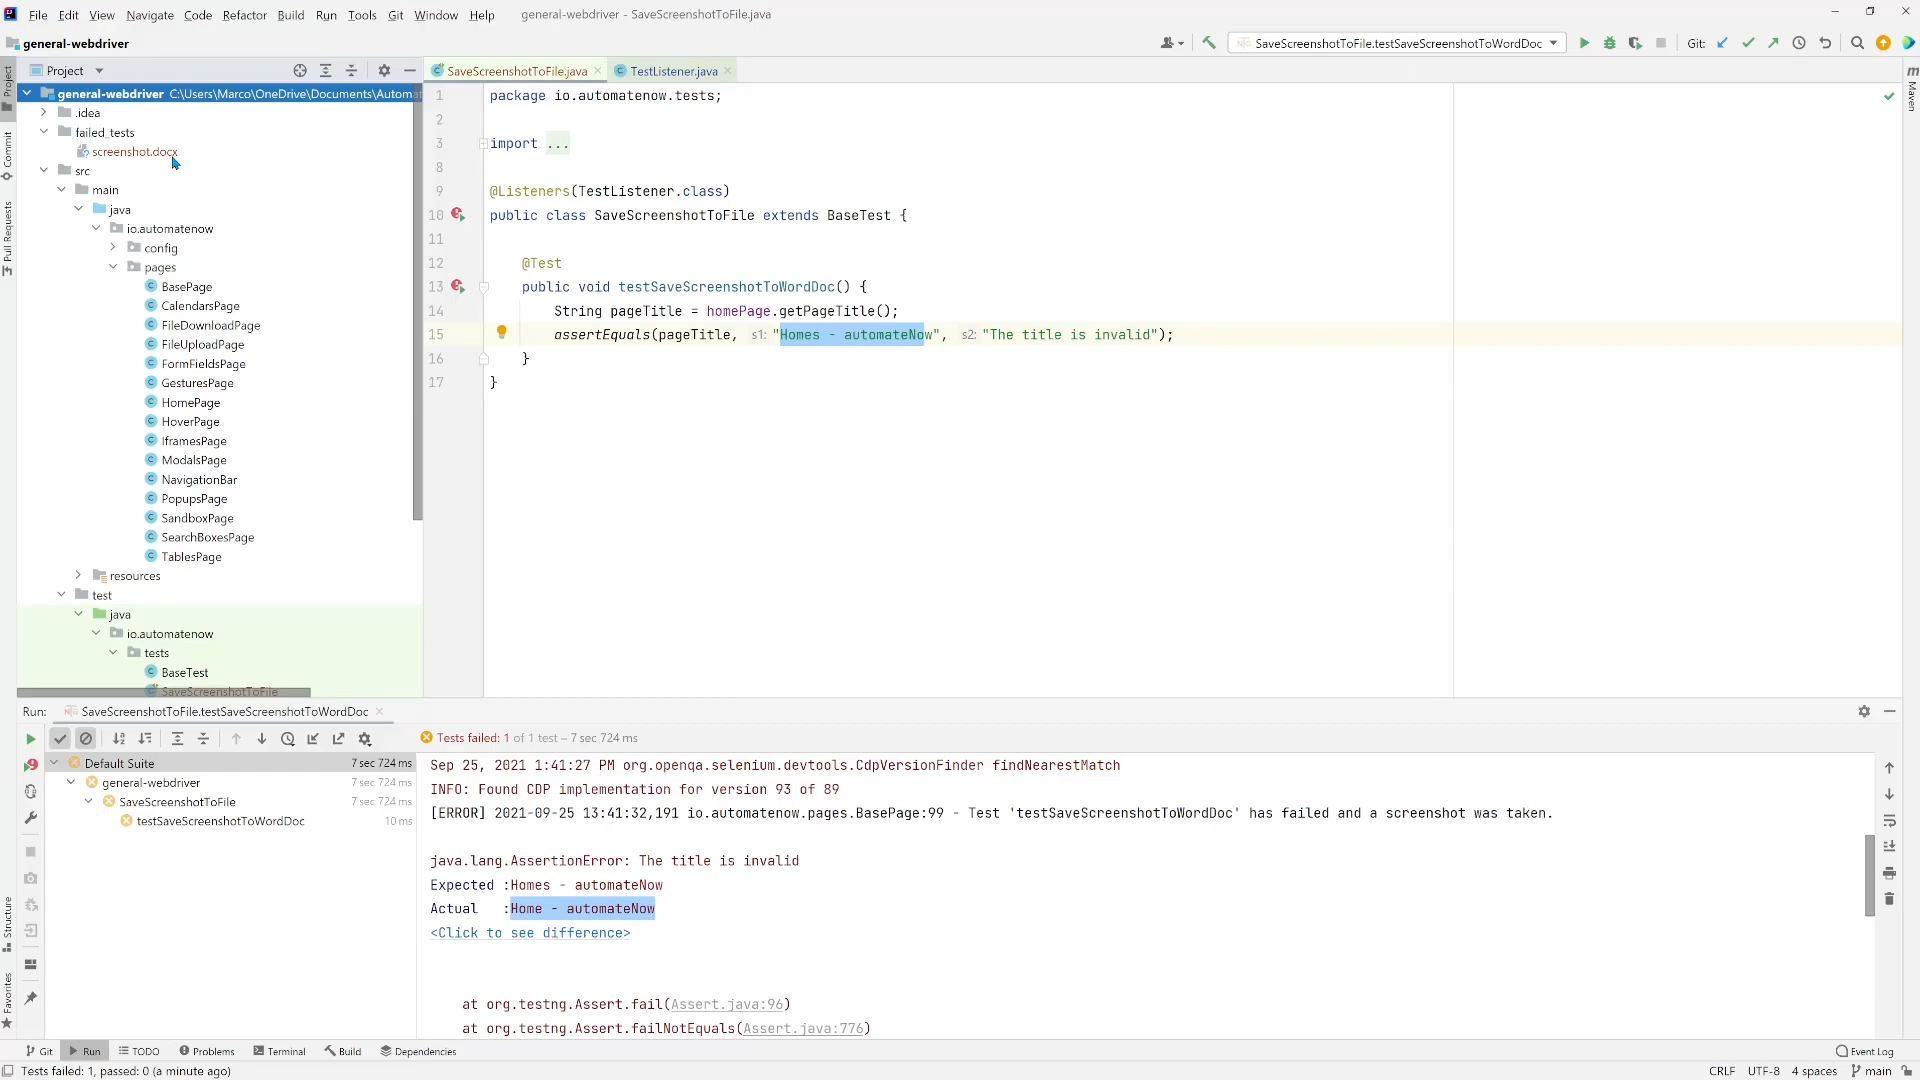 File Edit View Navigate Code Refactor Build Run Tools Git Window Help general-webdriver - SaveScreenshotToFile.java
general-webdriver
SaveScreenshotToFile.testSaveScreenshotToWordDoc
Git:
Project
SaveScreenshotToFile.java
TestListener.java
Project
Commit
Pull Requests
Structure
Favorites
Maven
general-webdriver C:\Users\Marco\OneDrive\Documents\Automat
.idea
failed_tests
screenshot.docx
src
main
java
io.automatenow
config
pages
BasePage
CalendarsPage
FileDownloadPage
FileUploadPage
FormFieldsPage
GesturesPage
HomePage
HoverPage
IframesPage
ModalsPage
NavigationBar
PopupsPage
SandboxPage
SearchBoxesPage
TablesPage
resources
test
java
io.automatenow
tests
BaseTest
SaveScreenshotToFile
1 package io.automatenow.tests;
2
3 import ...
8
9 @Listeners(TestListener.class)
10 public class SaveScreenshotToFile extends BaseTest {
11
12 @Test
13 public void testSaveScreenshotToWordDoc() {
14 String pageTitle = homePage.getPageTitle();
15 assertEquals(pageTitle, s1: "Homes - automateNow", s2: "The title is invalid");
16 }
17 }
Run: SaveScreenshotToFile.testSaveScreenshotToWordDoc
Tests failed: 1 of 1 test – 7 sec 724 ms
Default Suite 7 sec 724 ms
general-webdriver 7 sec 724 ms
SaveScreenshotToFile 7 sec 724 ms
testSaveScreenshotToWordDoc 10 ms
Sep 25, 2021 1:41:27 PM org.openqa.selenium.devtools.CdpVersionFinder findNearestMatch
INFO: Found CDP implementation for version 93 of 89
[ERROR] 2021-09-25 13:41:32,191 io.automatenow.pages.BasePage:99 - Test 'testSaveScreenshotToWordDoc' has failed and a screenshot was taken.
java.lang.AssertionError: The title is invalid
Expected :Homes - automateNow
Actual :Home - automateNow
<Click to see difference>
at org.testng.Assert.fail(Assert.java:96)
at org.testng.Assert.failNotEquals(Assert.java:776)
Git Run TODO Problems Terminal Build Dependencies Event Log
Tests failed: 1, passed: 0 (a minute ago) CRLF UTF-8 4 spaces main